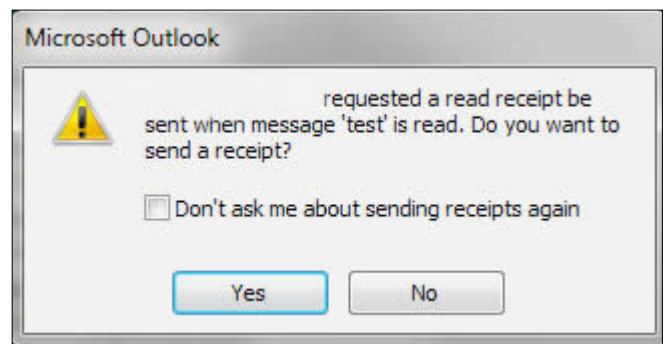 Microsoft Outlook
requested a read receipt be
sent when message 'test' is read. Do you want to
send a receipt?
Don't ask me about sending receipts again
Yes
No